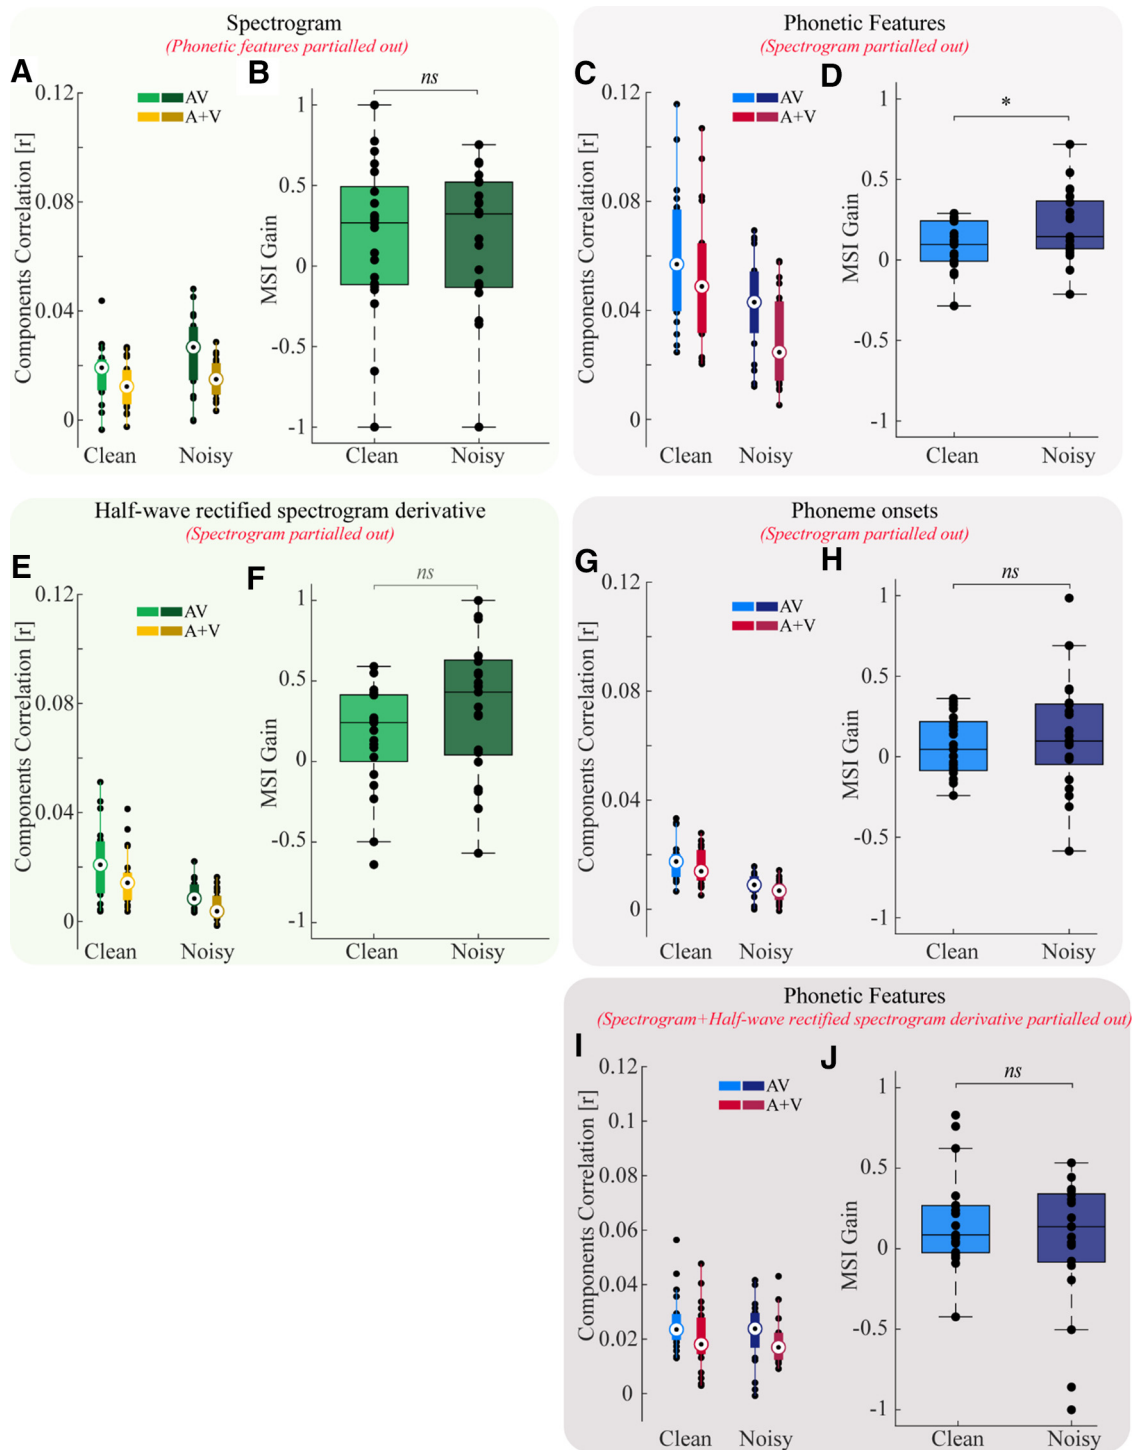 Spectrogram
(Phonetic features partialled out)
A
Components Correlation [r]
0.12
0.08
0.04
0
AV
A+V
Clean
Noisy
B
MSI Gain
1
0.5
0
-0.5
-1
ns
Clean
Noisy
Phonetic Features
(Spectrogram partialled out)
C
Components Correlation [r]
0.12
0.08
0.04
0
AV
A+V
Clean
Noisy
D
MSI Gain
1
0.5
0
-0.5
-1
*
Clean
Noisy
Half-wave rectified spectrogram derivative
(Spectrogram partialled out)
E
Components Correlation [r]
0.12
0.08
0.04
0
AV
A+V
Clean
Noisy
F
MSI Gain
1
0.5
0
-0.5
-1
ns
Clean
Noisy
Phoneme onsets
(Spectrogram partialled out)
G
Components Correlation [r]
0.12
0.08
0.04
0
AV
A+V
Clean
Noisy
H
MSI Gain
1
0.5
0
-0.5
-1
ns
Clean
Noisy
Phonetic Features
(Spectrogram+Half-wave rectified spectrogram derivative partialled out)
I
Components Correlation [r]
0.12
0.1
0.08
0.06
0.04
0.02
0
AV
A+V
Clean
Noisy
J
MSI Gain
1
0.5
0
-0.5
-1
ns
Clean
Noisy